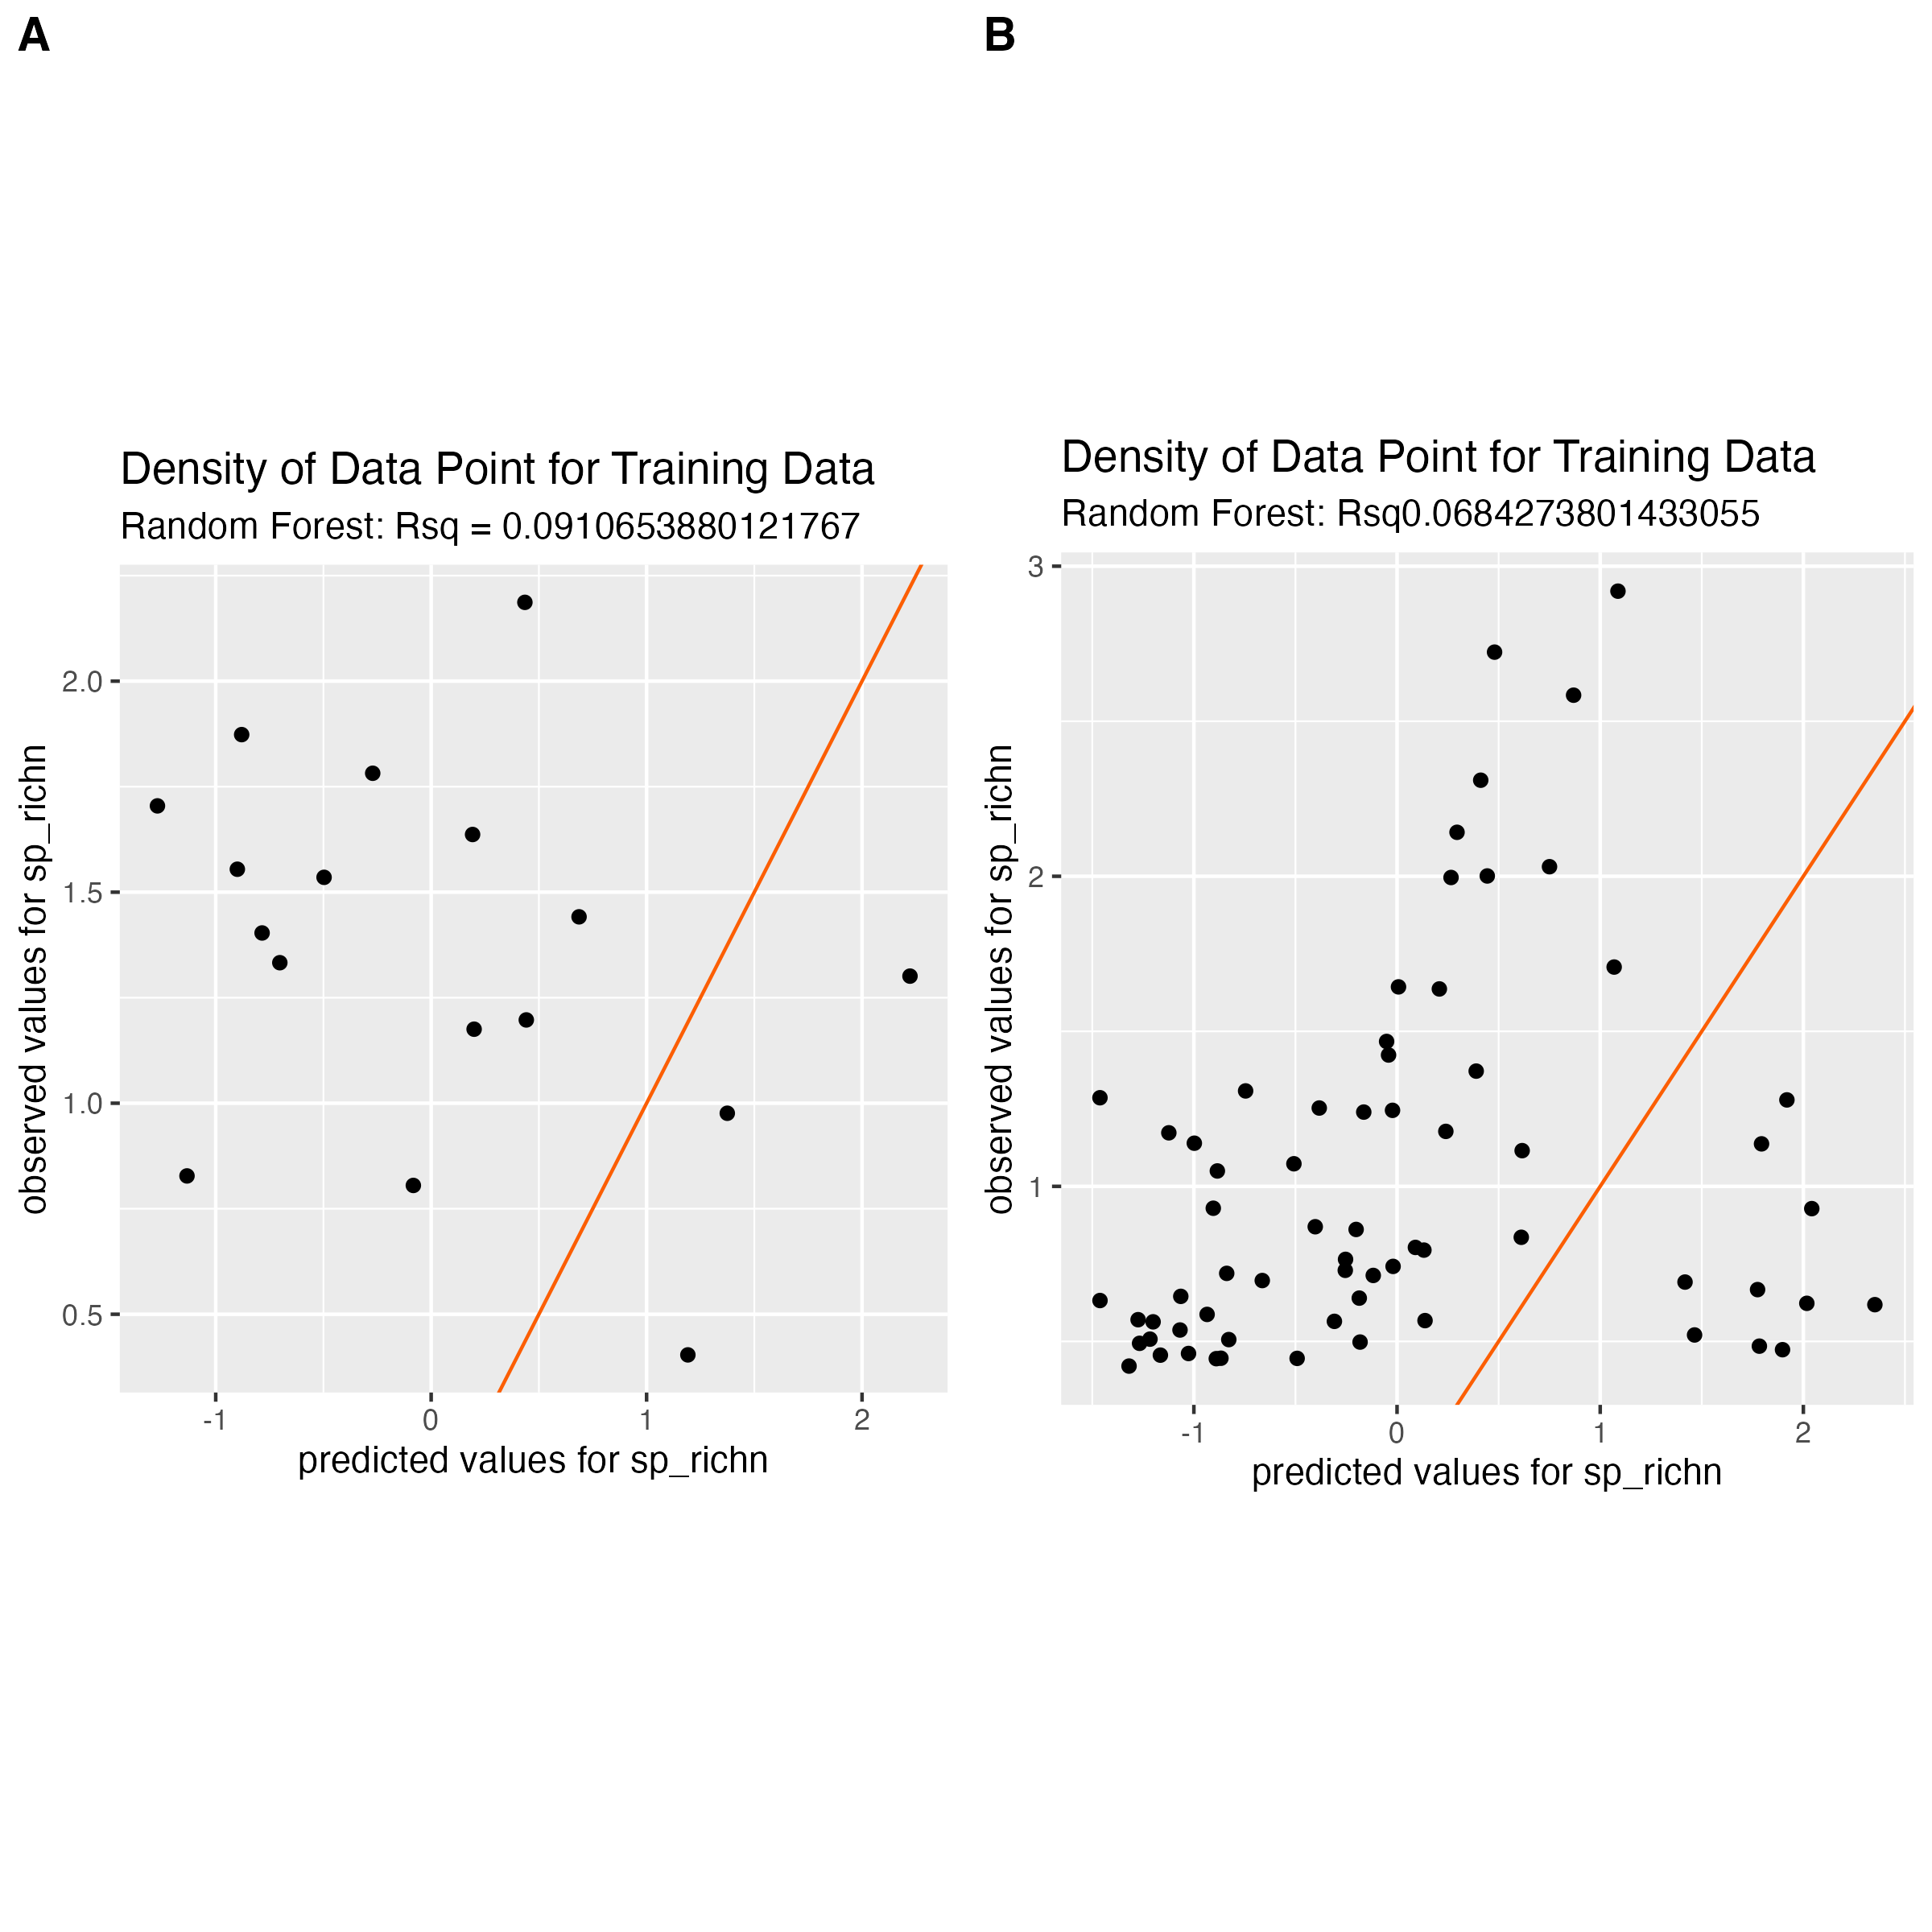 A
Density of Data Point for Training Data
Random Forest: Rsq = 0.0910653880121767
observed values for sp_richn
2.0
1.5
1.0
0.5
-1 0 1 2
predicted values for sp_richn
B
Density of Data Point for Training Data
Random Forest: Rsq0.0684273801433055
observed values for sp_richn
3
2
1
-1 0 1 2
predicted values for sp_richn